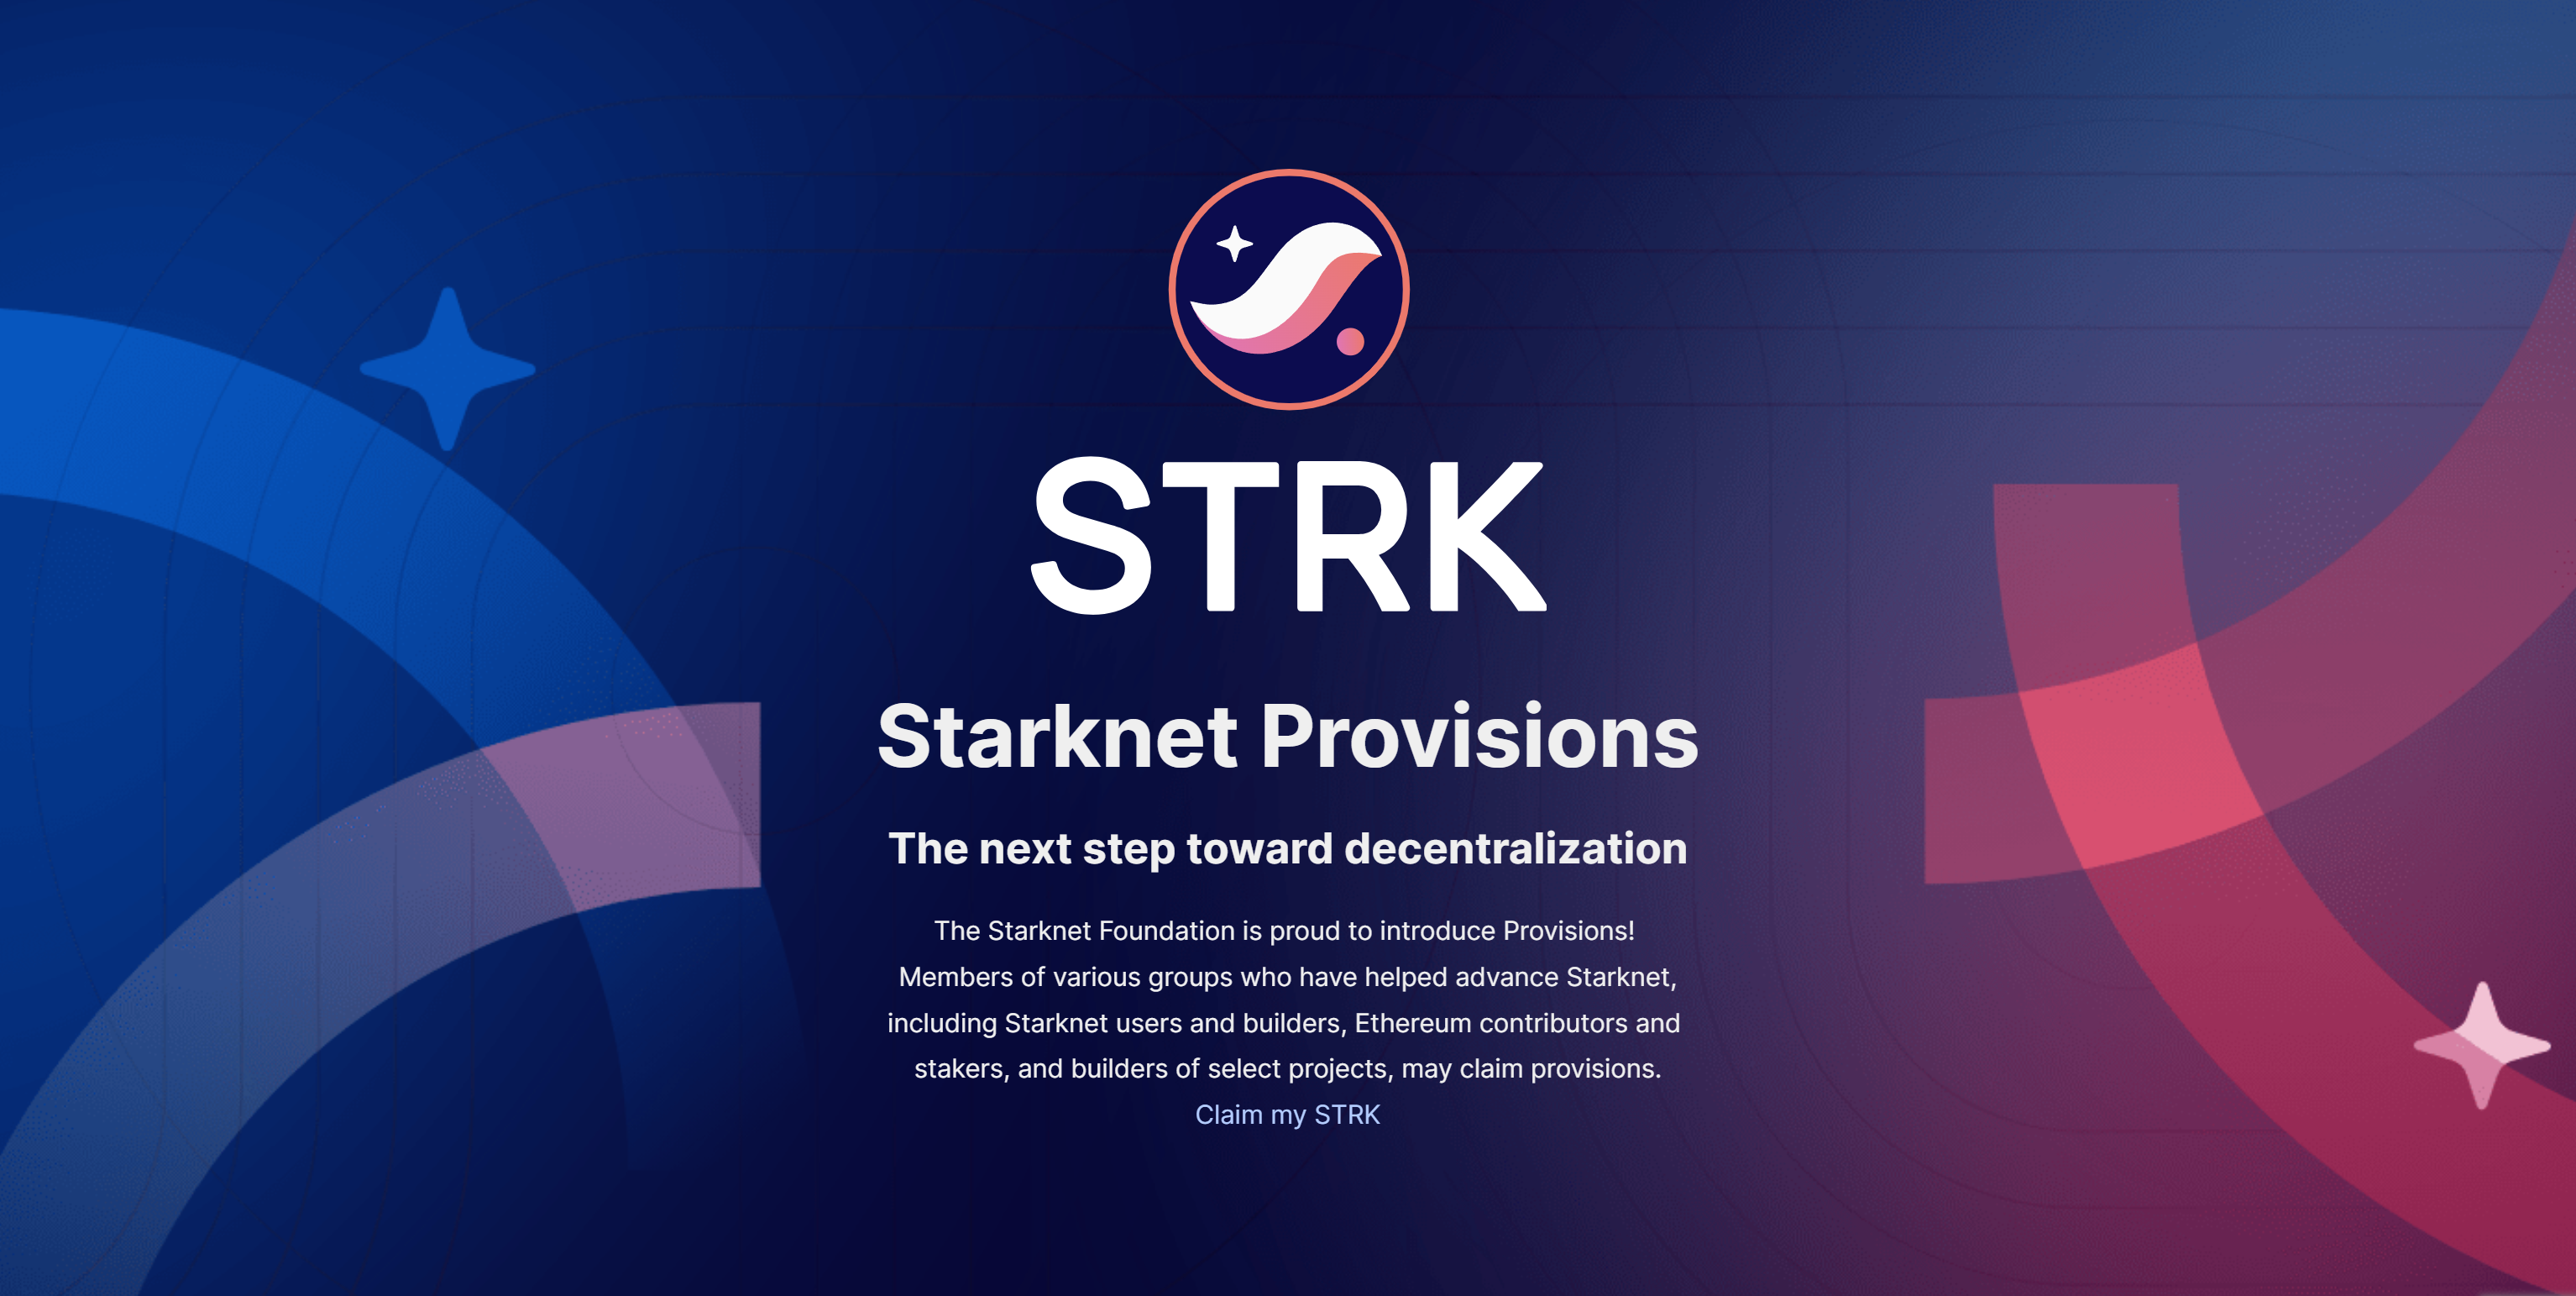 STRK
Starknet Provisions
The next step toward decentralization
The Starknet Foundation is proud to introduce Provisions!
Members of various groups who have helped advance Starknet,
including Starknet users and builders, Ethereum contributors and
stakers, and builders of select projects, may claim provisions.
Claim my STRK